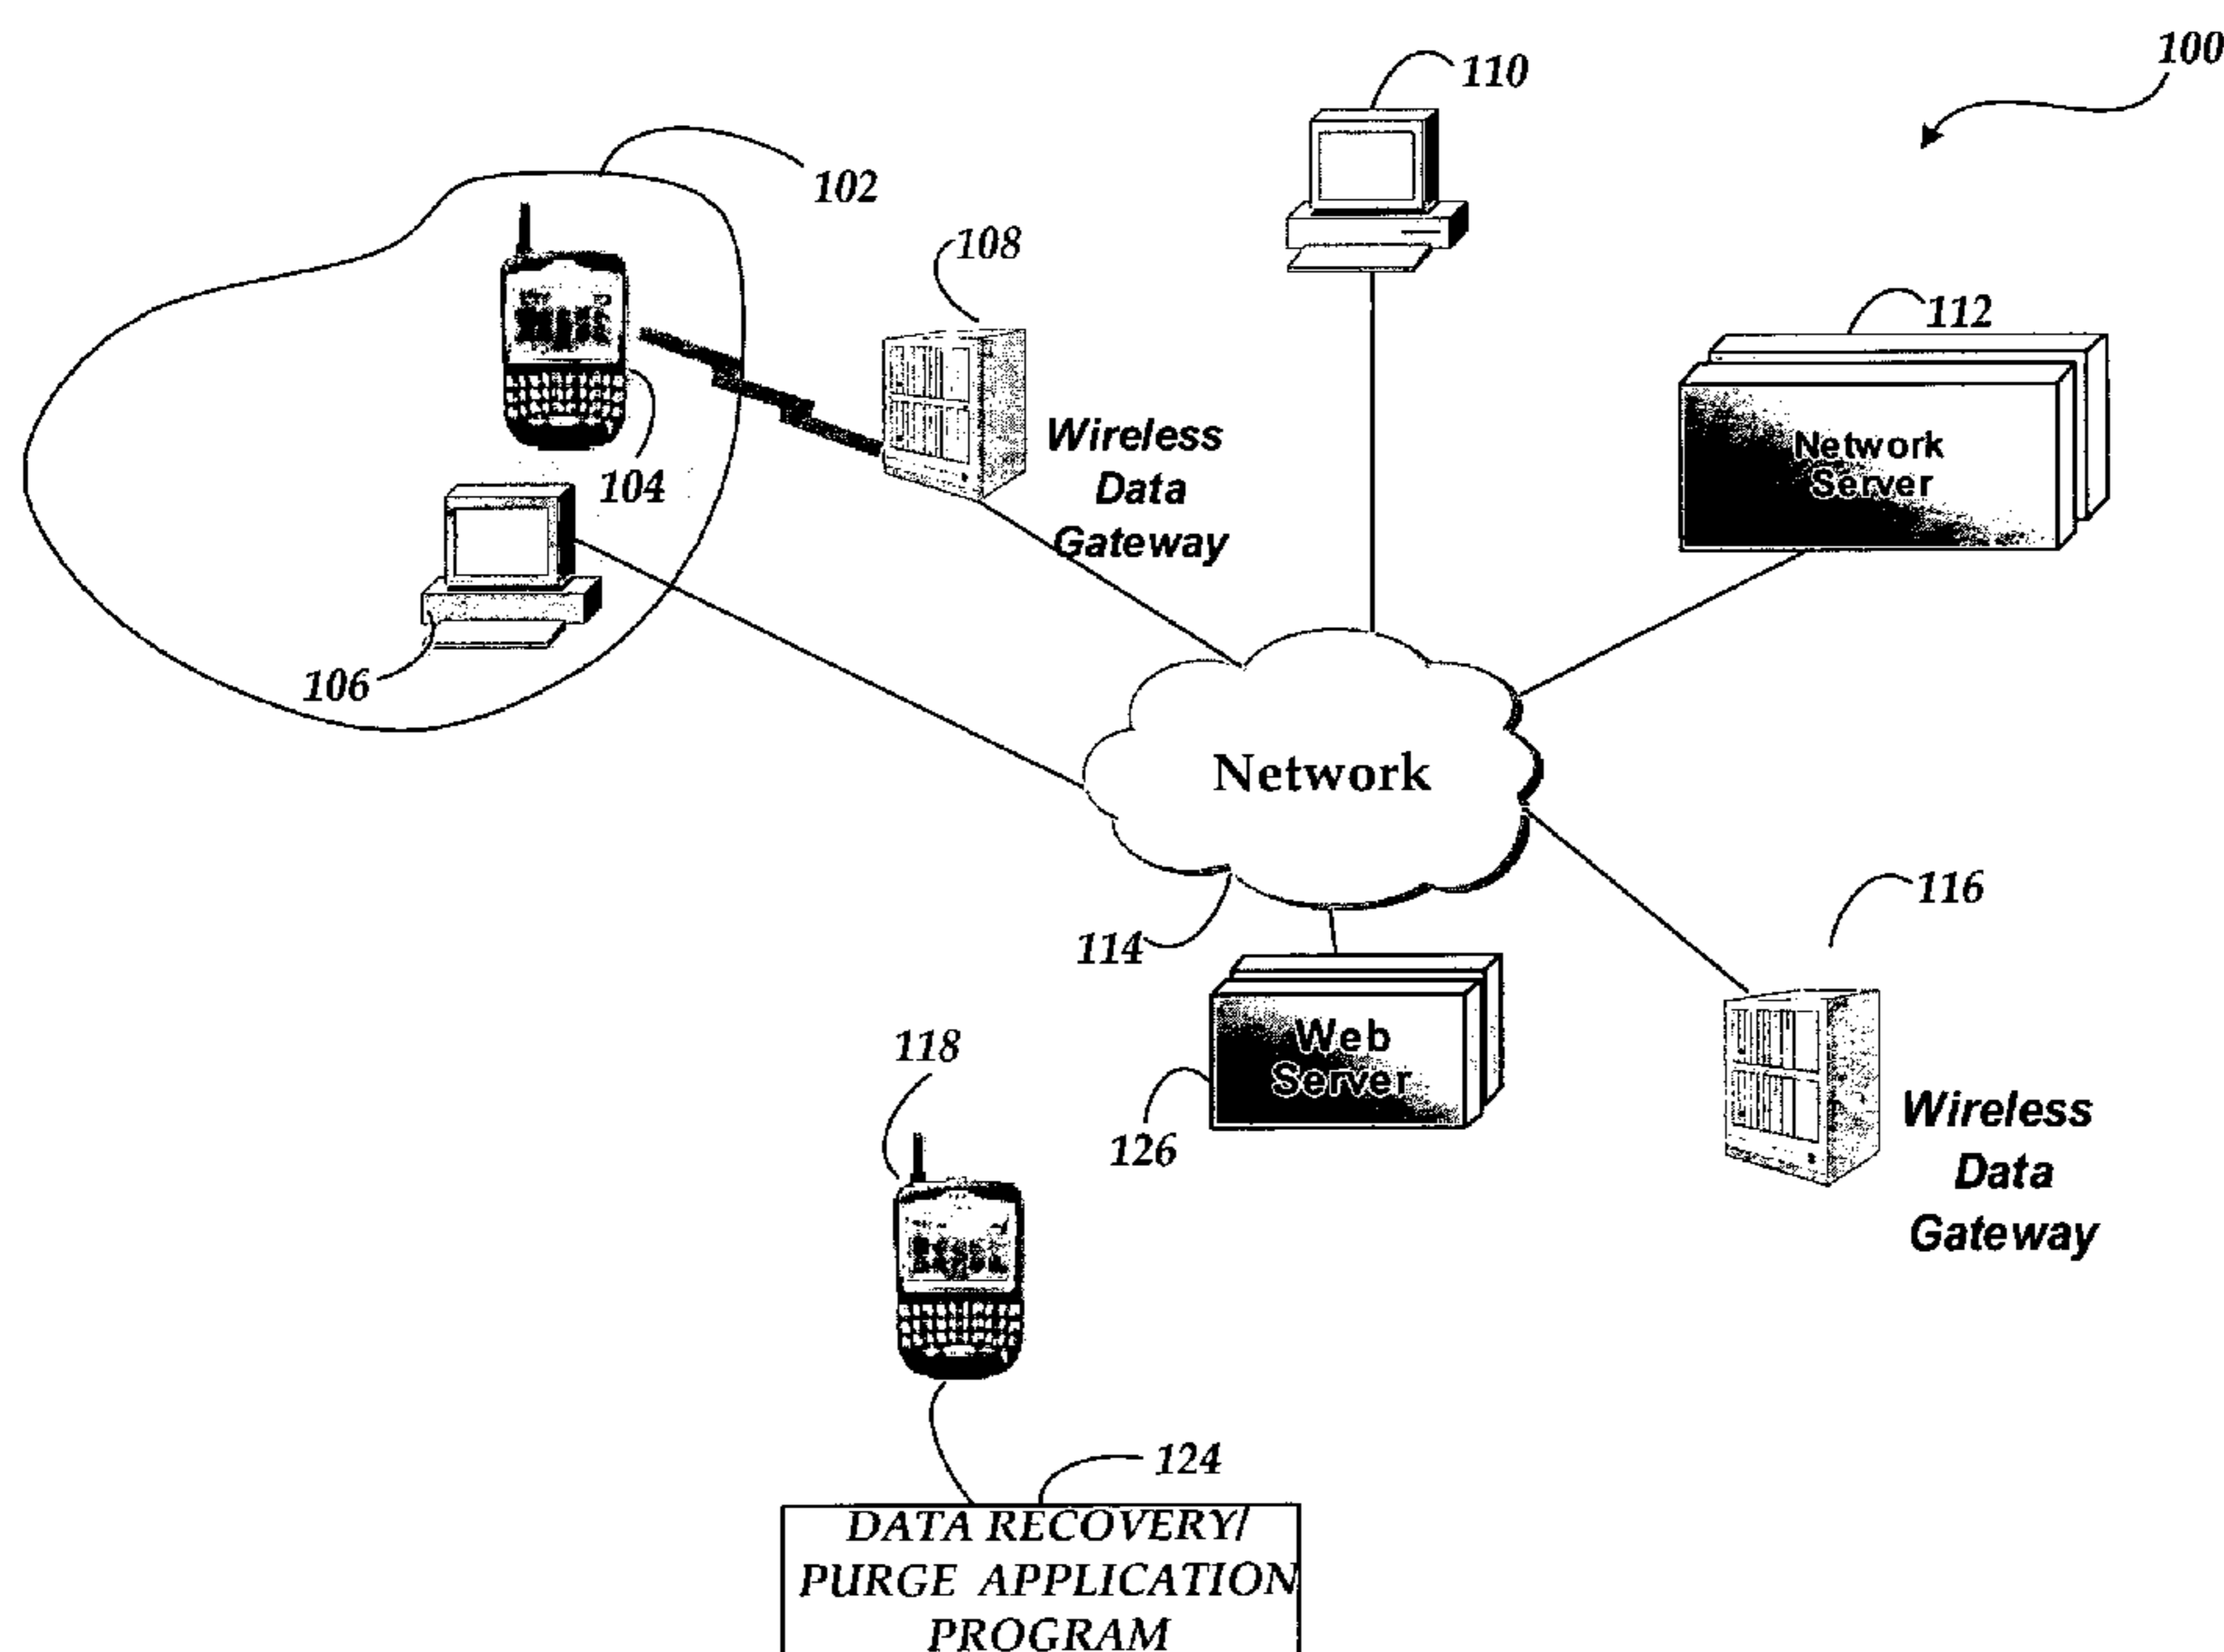 100
110
102
108
112
Wireless
Data
Gateway
Network
Server
104
106
Network
114
116
Web
Server
126
118
Wireless
Data
Gateway
124
DATA RECOVERY/
PURGE APPLICATION
PROGRAM